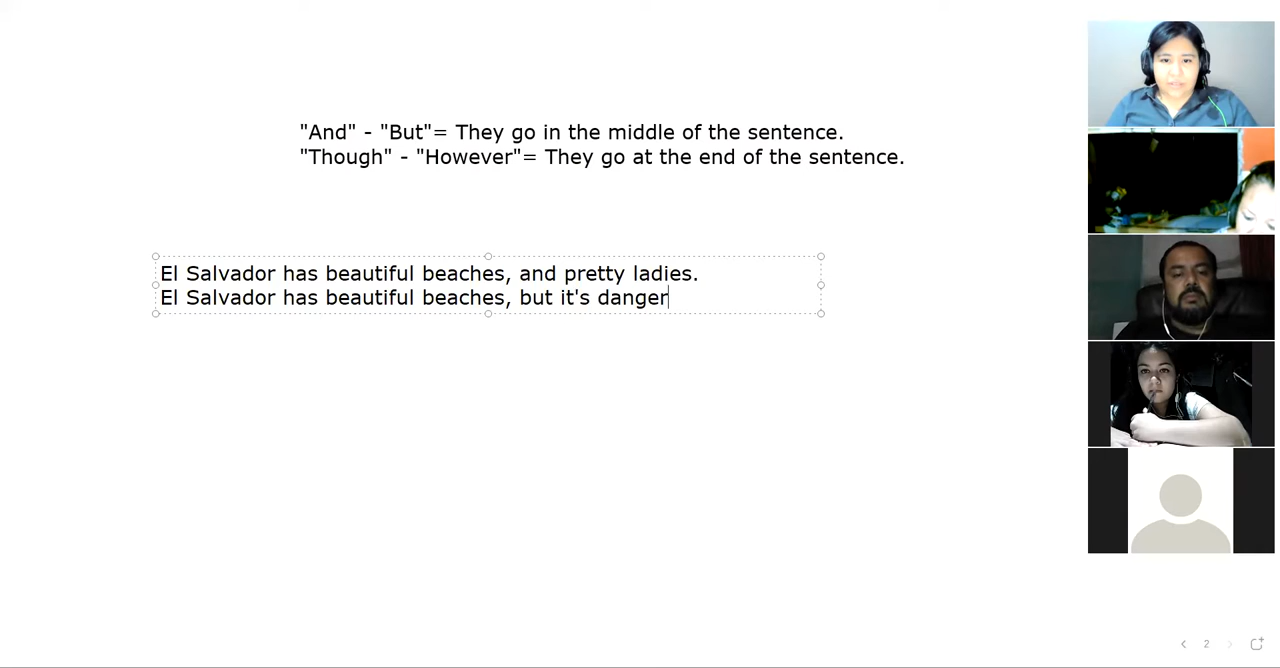 "And" - "But"= They go in the middle of the sentence.
"Though" - "However"= They go at the end of the sentence.
El Salvador has beautiful beaches, and pretty ladies.
El Salvador has beautiful beaches, but it's danger
2